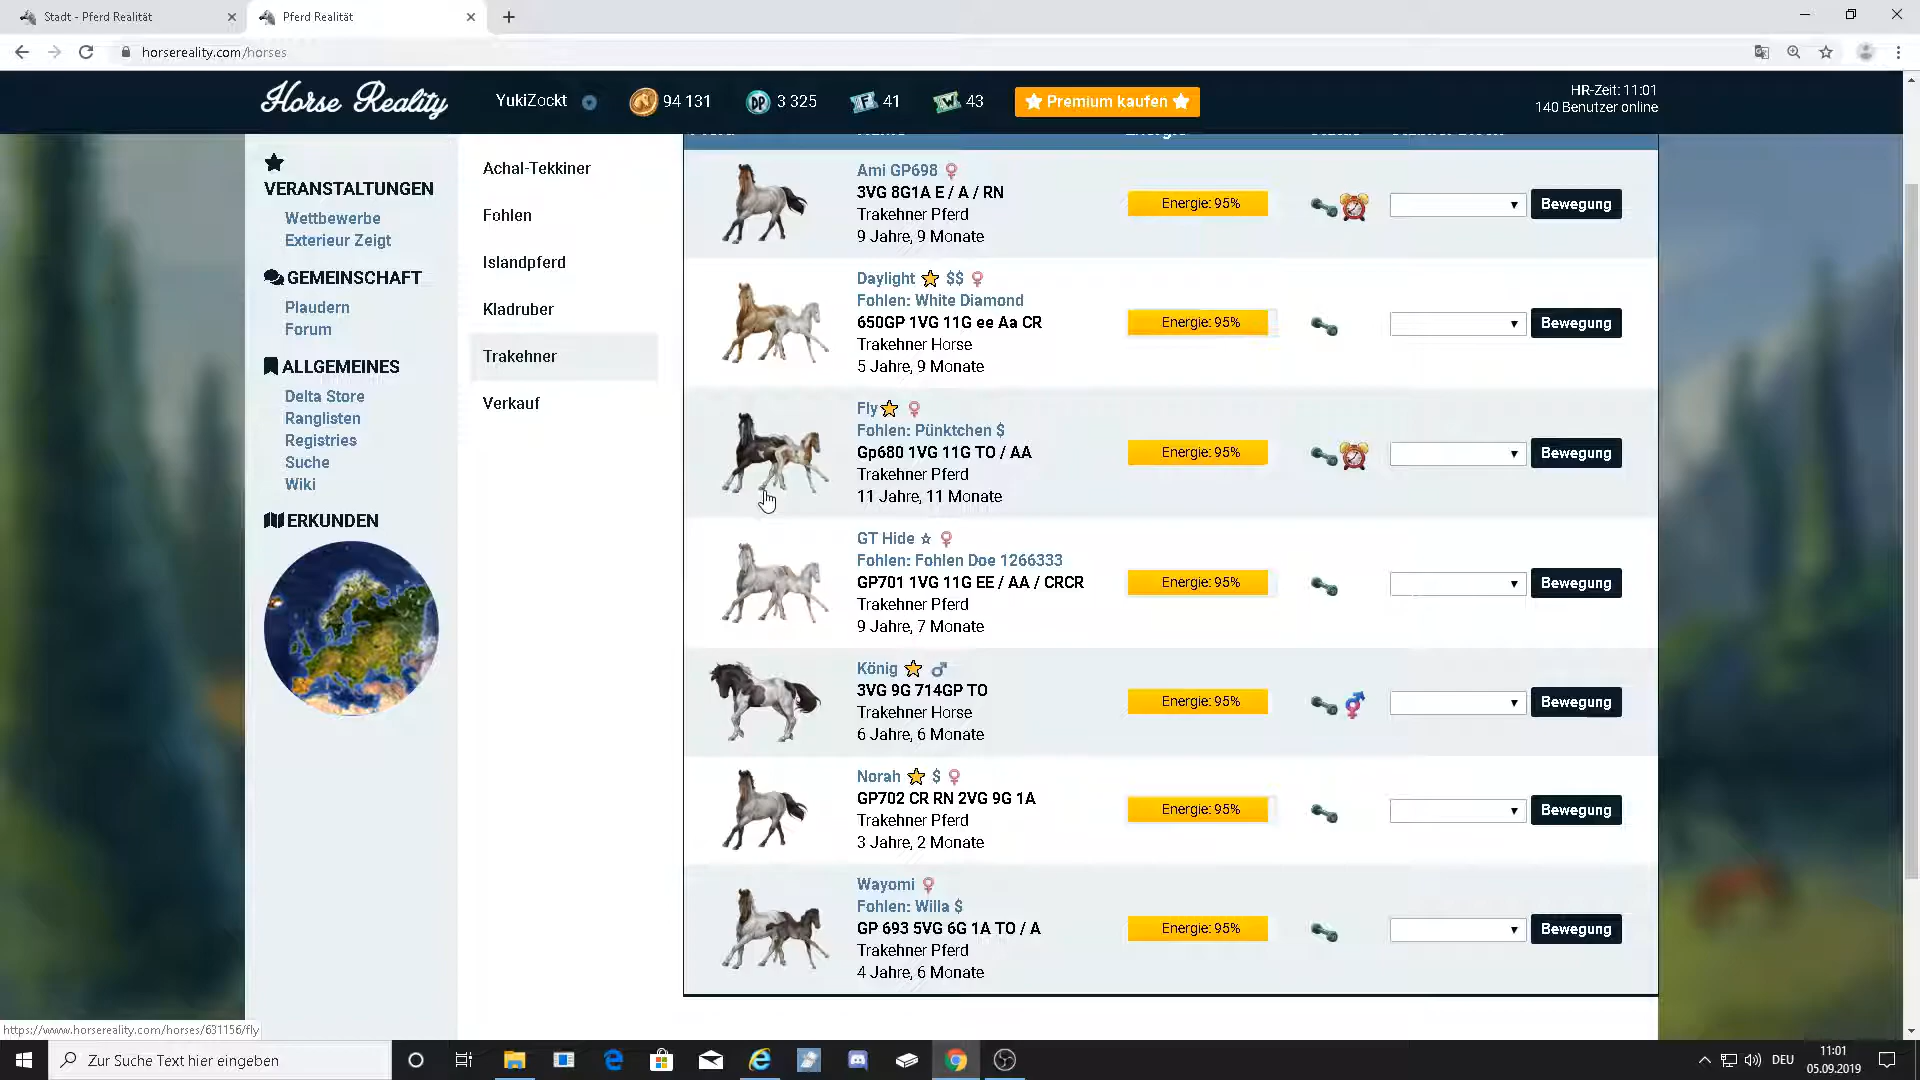 Stadt - Pferd Realität
Pferd Realität
horsereality.com/horses
Horse Reality
YukiZockt
94 131
3 325
41
43
Premium kaufen
HR-Zeit: 11:01
140 Benutzer online
VERANSTALTUNGEN
Wettbewerbe
Exterieur Zeigt
GEMEINSCHAFT
Plaudern
Forum
ALLGEMEINES
Delta Store
Ranglisten
Registries
Suche
Wiki
ERKUNDEN
Achal-Tekkiner
Fohlen
Islandpferd
Kladruber
Trakehner
Verkauf
Ami GP698
3VG 8G1A E / A / RN
Trakehner Pferd
9 Jahre, 9 Monate
Energie: 95%
Bewegung
Daylight $$
Fohlen: White Diamond
650GP 1VG 11G ee Aa CR
Trakehner Horse
5 Jahre, 9 Monate
Energie: 95%
Bewegung
Fly
Fohlen: Pünktchen $
Gp680 1VG 11G TO / AA
Trakehner Pferd
11 Jahre, 11 Monate
Energie: 95%
Bewegung
GT Hide
Fohlen: Fohlen Doe 1266333
GP701 1VG 11G EE / AA / CRCR
Trakehner Pferd
9 Jahre, 7 Monate
Energie: 95%
Bewegung
König
3VG 9G 714GP TO
Trakehner Horse
6 Jahre, 6 Monate
Energie: 95%
Bewegung
Norah $
GP702 CR RN 2VG 9G 1A
Trakehner Pferd
3 Jahre, 2 Monate
Energie: 95%
Bewegung
Wayomi
Fohlen: Willa $
GP 693 5VG 6G 1A TO / A
Trakehner Pferd
4 Jahre, 6 Monate
Energie: 95%
Bewegung
https://www.horsereality.com/horses/631156/fly
Zur Suche Text hier eingeben
DEU
11:01
05.09.2019